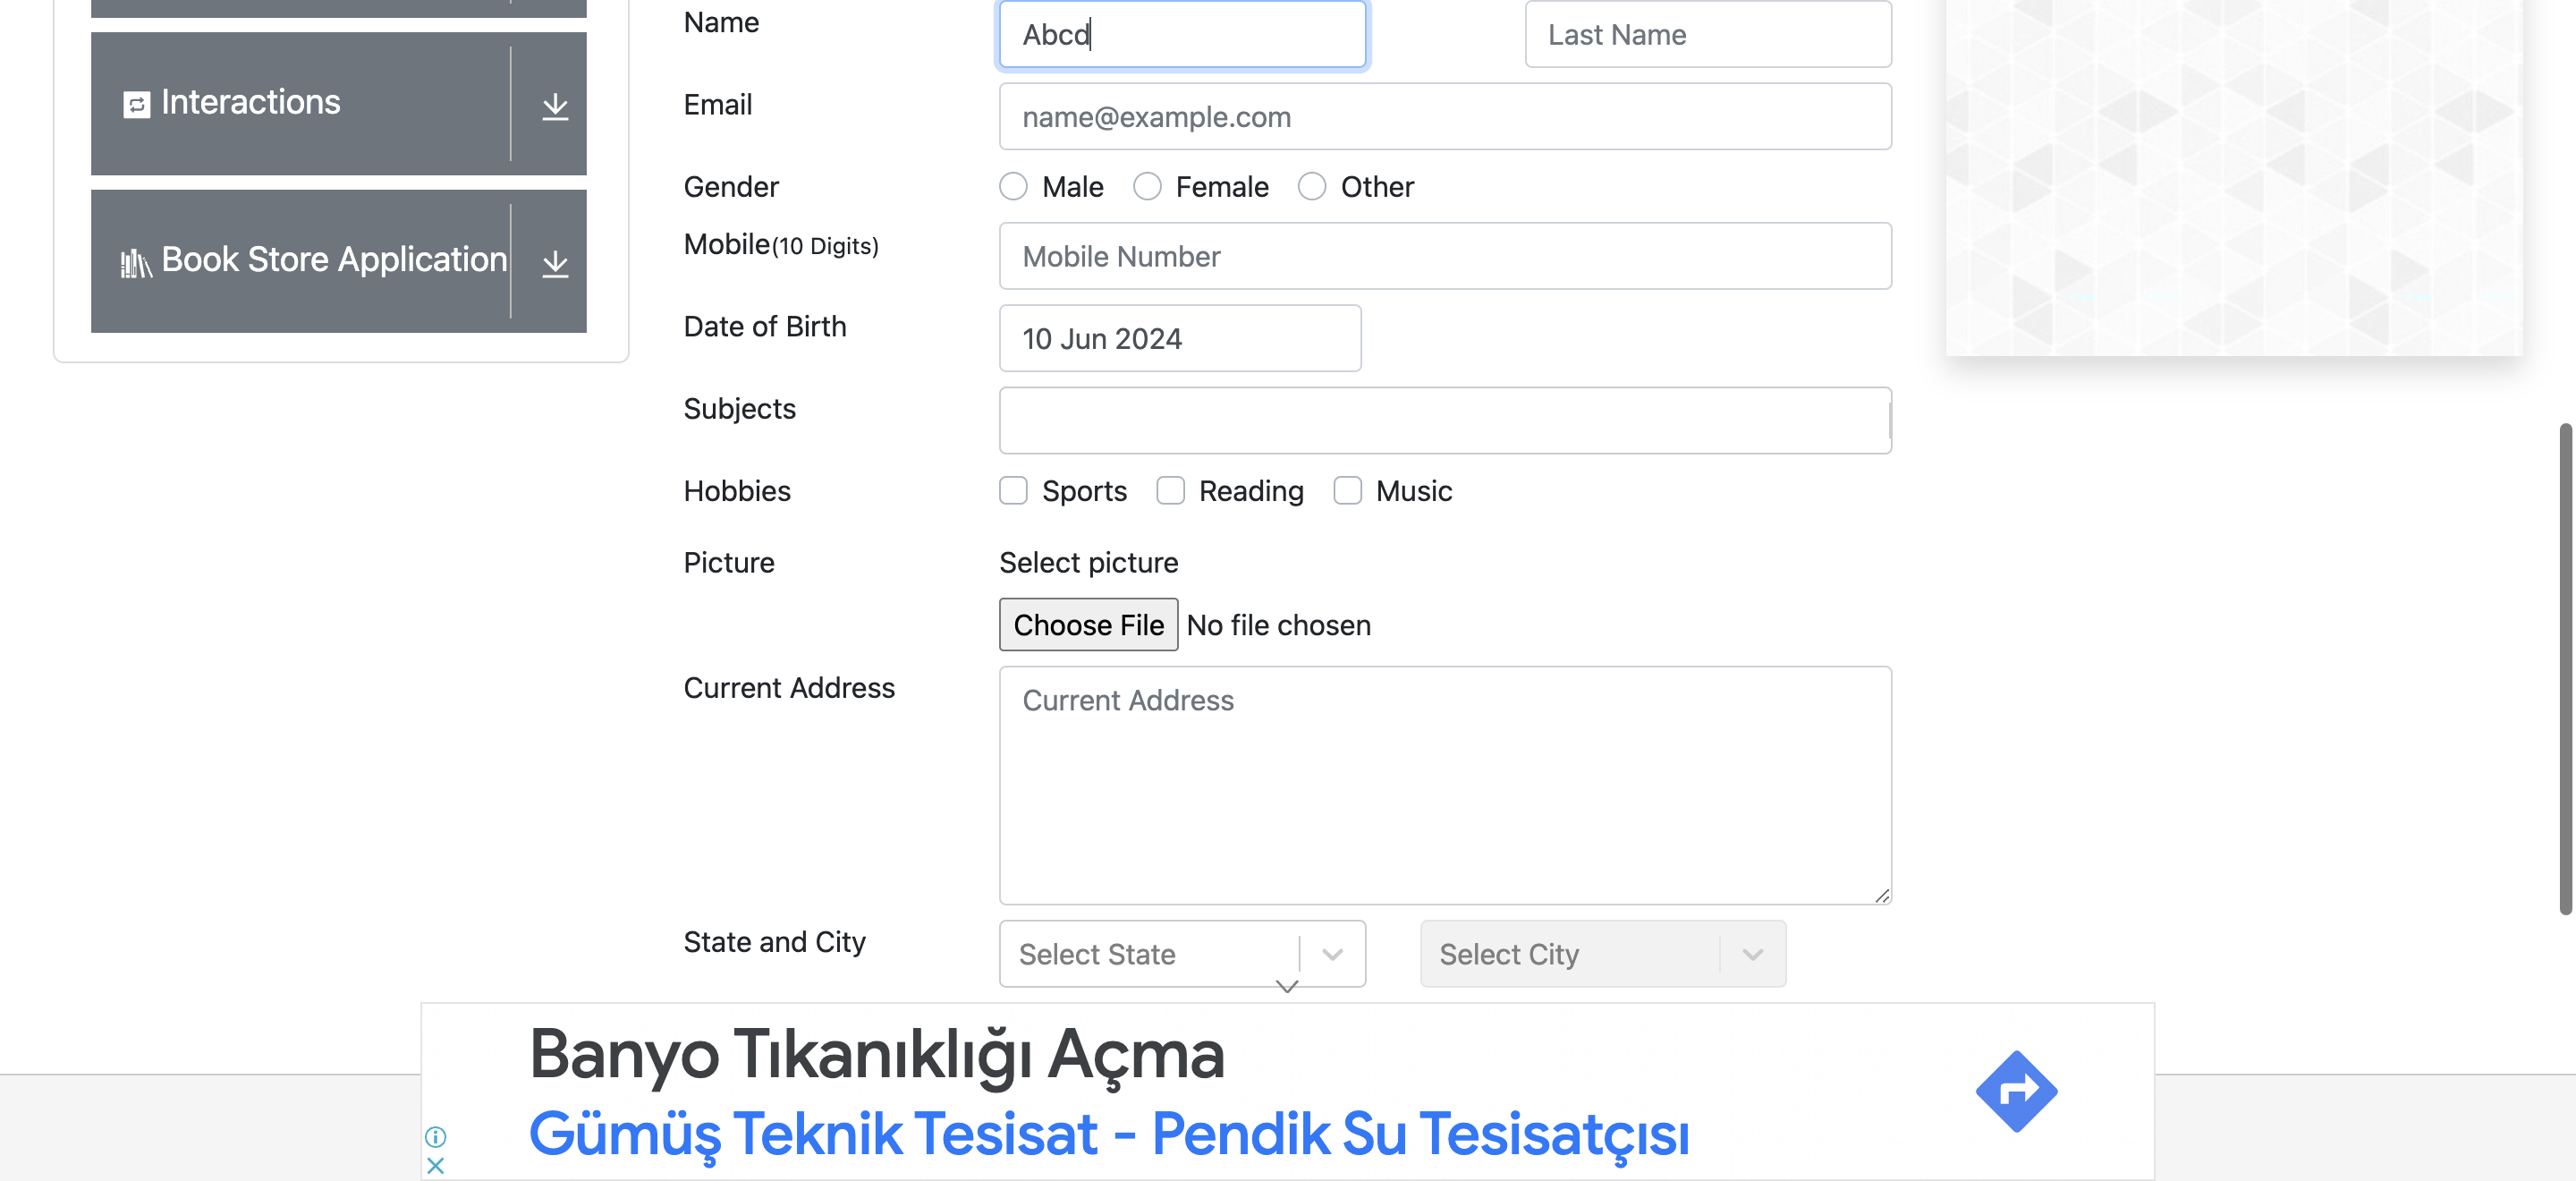 Interactions
Book Store Application
Name
Abcd
Last Name
Email
name@example.com
Gender
Male
Female
Other
Mobile(10 Digits)
Mobile Number
Date of Birth
10 Jun 2024
Subjects
Hobbies
Sports
Reading
Music
Picture
Select picture
Choose File No file chosen
Current Address
Current Address
State and City
Select State
Select City
Banyo Tıkanıklığı Açma
Gümüş Teknik Tesisat - Pendik Su Tesisatçısı